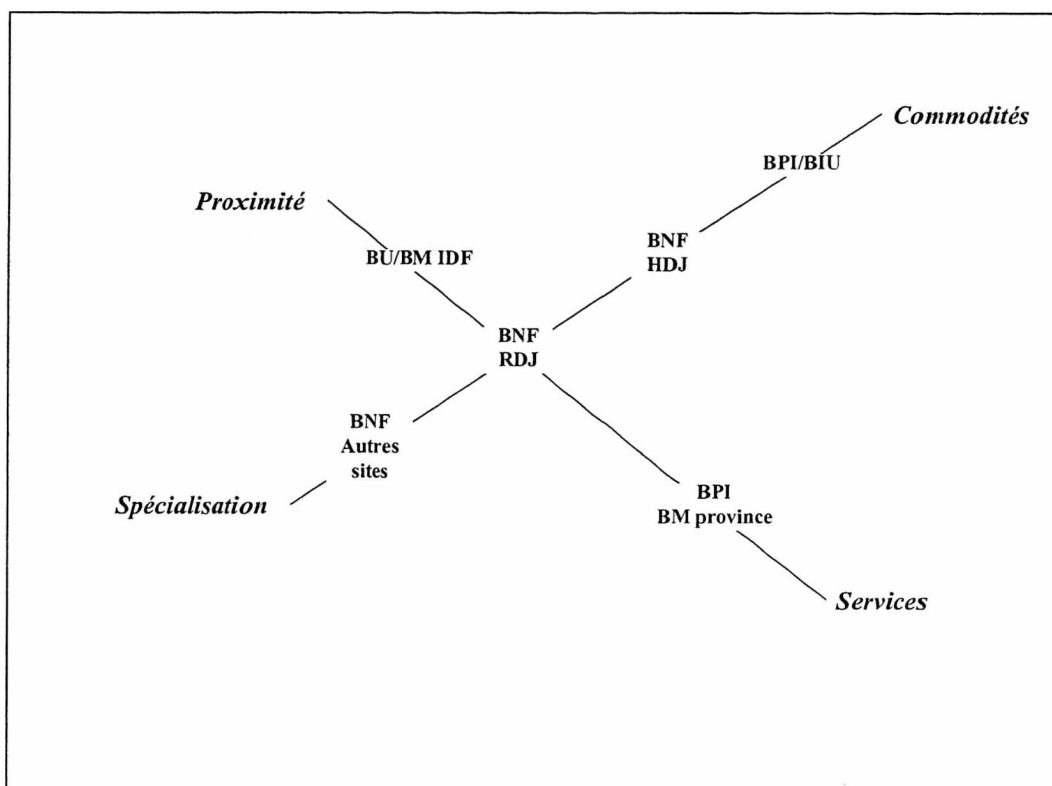 Commodités
BPI/BIU
Proximité
BNF
HDJ
BU/BM IDF
BNF
RDJ
BNF
Autres
sites
Spécialisation
BPI
BM province
Services